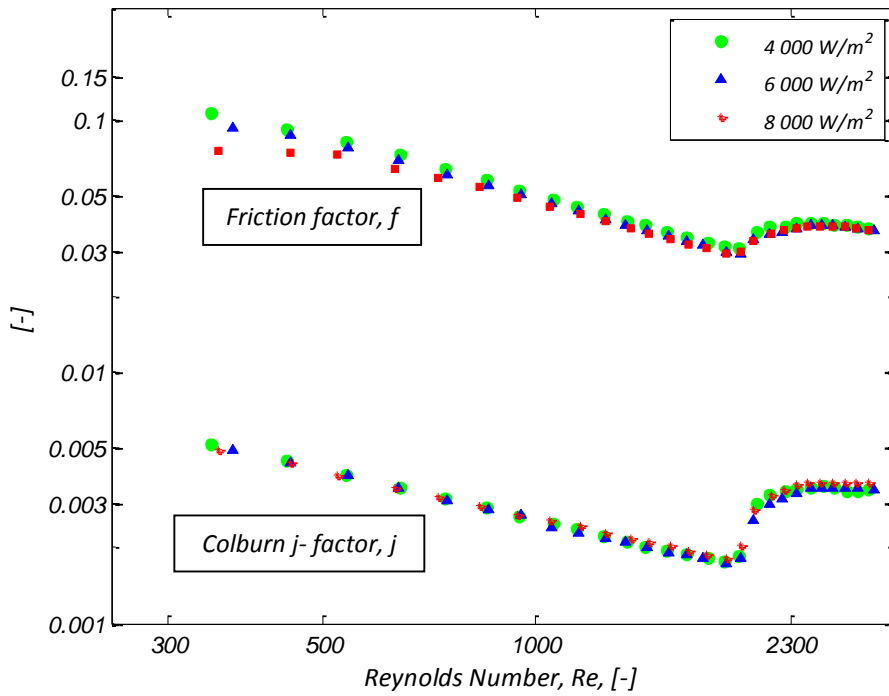 4 000 W/m2
6 000 W/m2
8 000 W/m2
0.15
0.1
0.05
0.03
0.01
0.005
0.003
0.001
[-]
Friction factor, f
Colburn j- factor, j
300
500
1000
2300
Reynolds Number, Re, [-]